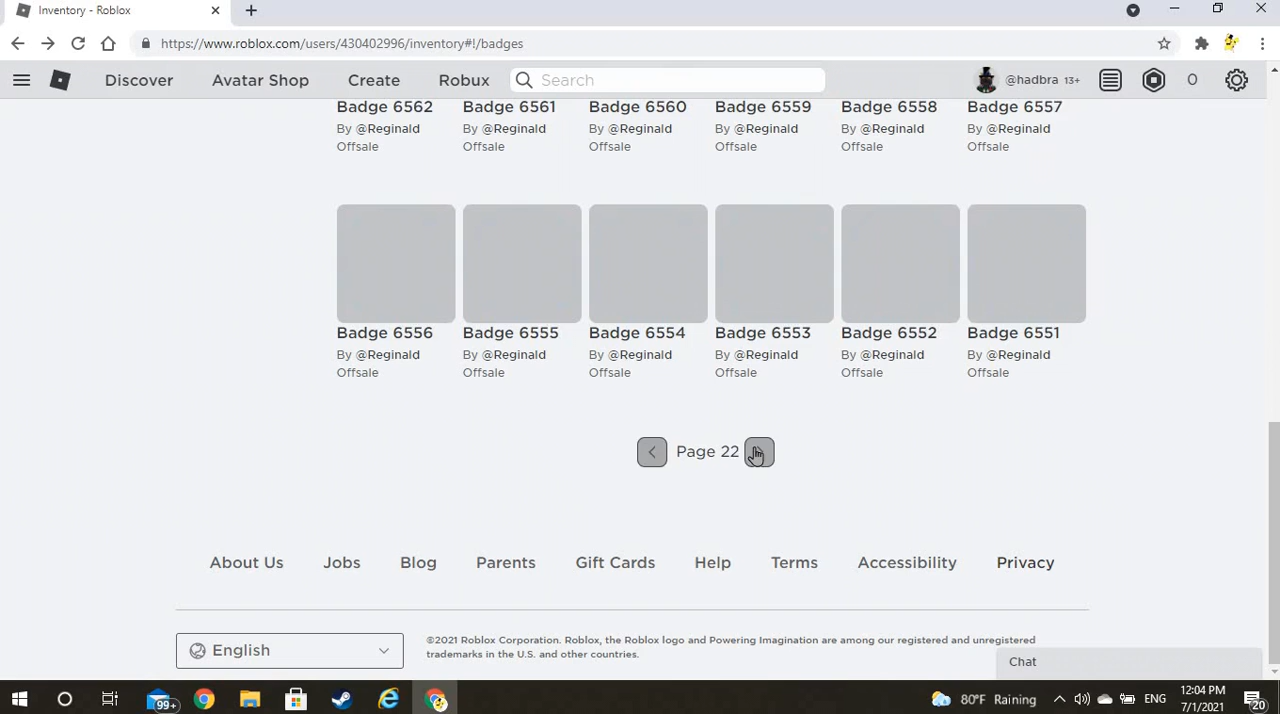 Inventory - Roblox
https://www.roblox.com/users/430402996/inventory#!/badges
Discover Avatar Shop Create Robux Search @hadbra 13+ 0
Badge 6562 Badge 6561 Badge 6560 Badge 6559 Badge 6558 Badge 6557
By @Reginald By @Reginald By @Reginald By @Reginald By @Reginald By @Reginald
Offsale Offsale Offsale Offsale Offsale Offsale
Badge 6556 Badge 6555 Badge 6554 Badge 6553 Badge 6552 Badge 6551
By @Reginald By @Reginald By @Reginald By @Reginald By @Reginald By @Reginald
Offsale Offsale Offsale Offsale Offsale Offsale
Page 22
About Us Jobs Blog Parents Gift Cards Help Terms Accessibility Privacy
English
©2021 Roblox Corporation. Roblox, the Roblox logo and Powering Imagination are among our registered and unregistered
trademarks in the U.S. and other countries.
Chat
99+ 80°F Raining ENG 12:04 PM
7/1/2021 20